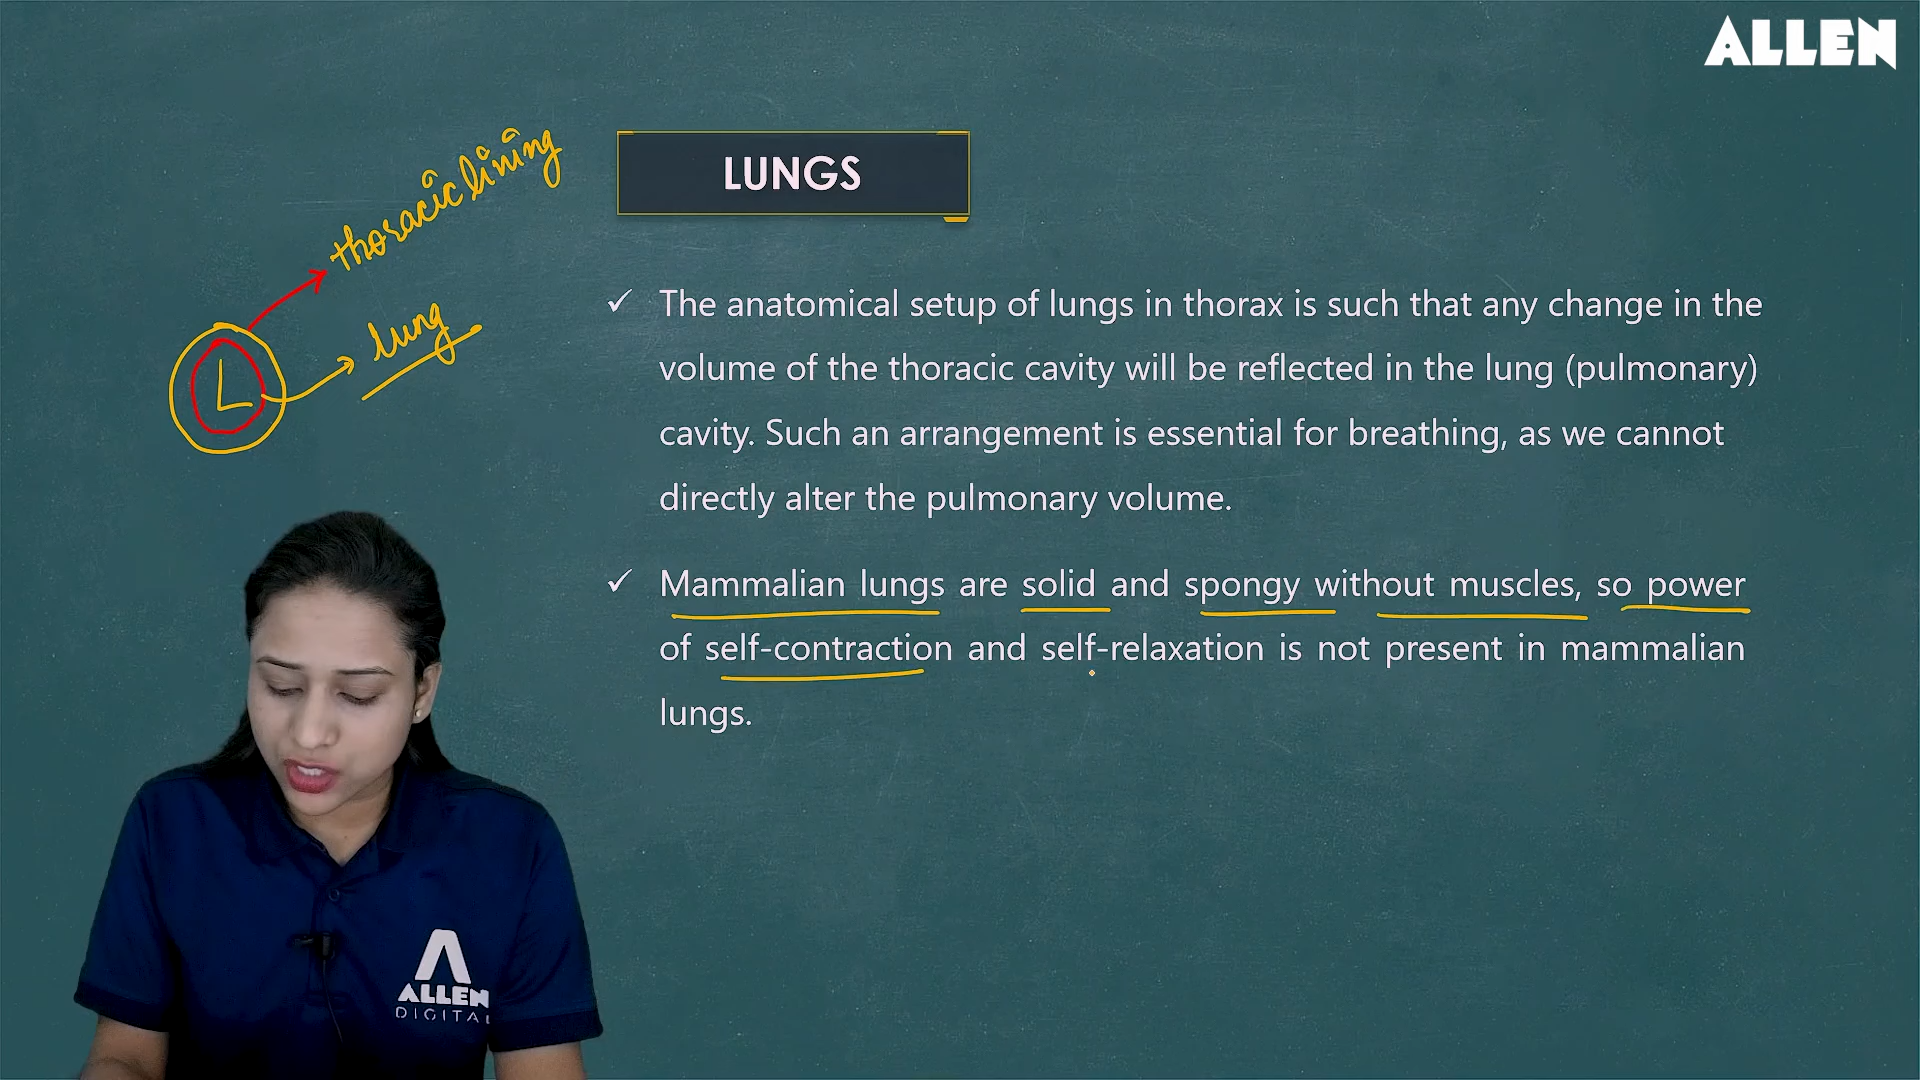 ALLEN
thoracic lining
LUNGS
lung
L
✓ The anatomical setup of lungs in thorax is such that any change in the
volume of the thoracic cavity will be reflected in the lung (pulmonary)
cavity. Such an arrangement is essential for breathing, as we cannot
directly alter the pulmonary volume.
✓ Mammalian lungs are solid and spongy without muscles, so power
of self-contraction and self-relaxation is not present in mammalian
lungs.
ALLEN
DIGITAL